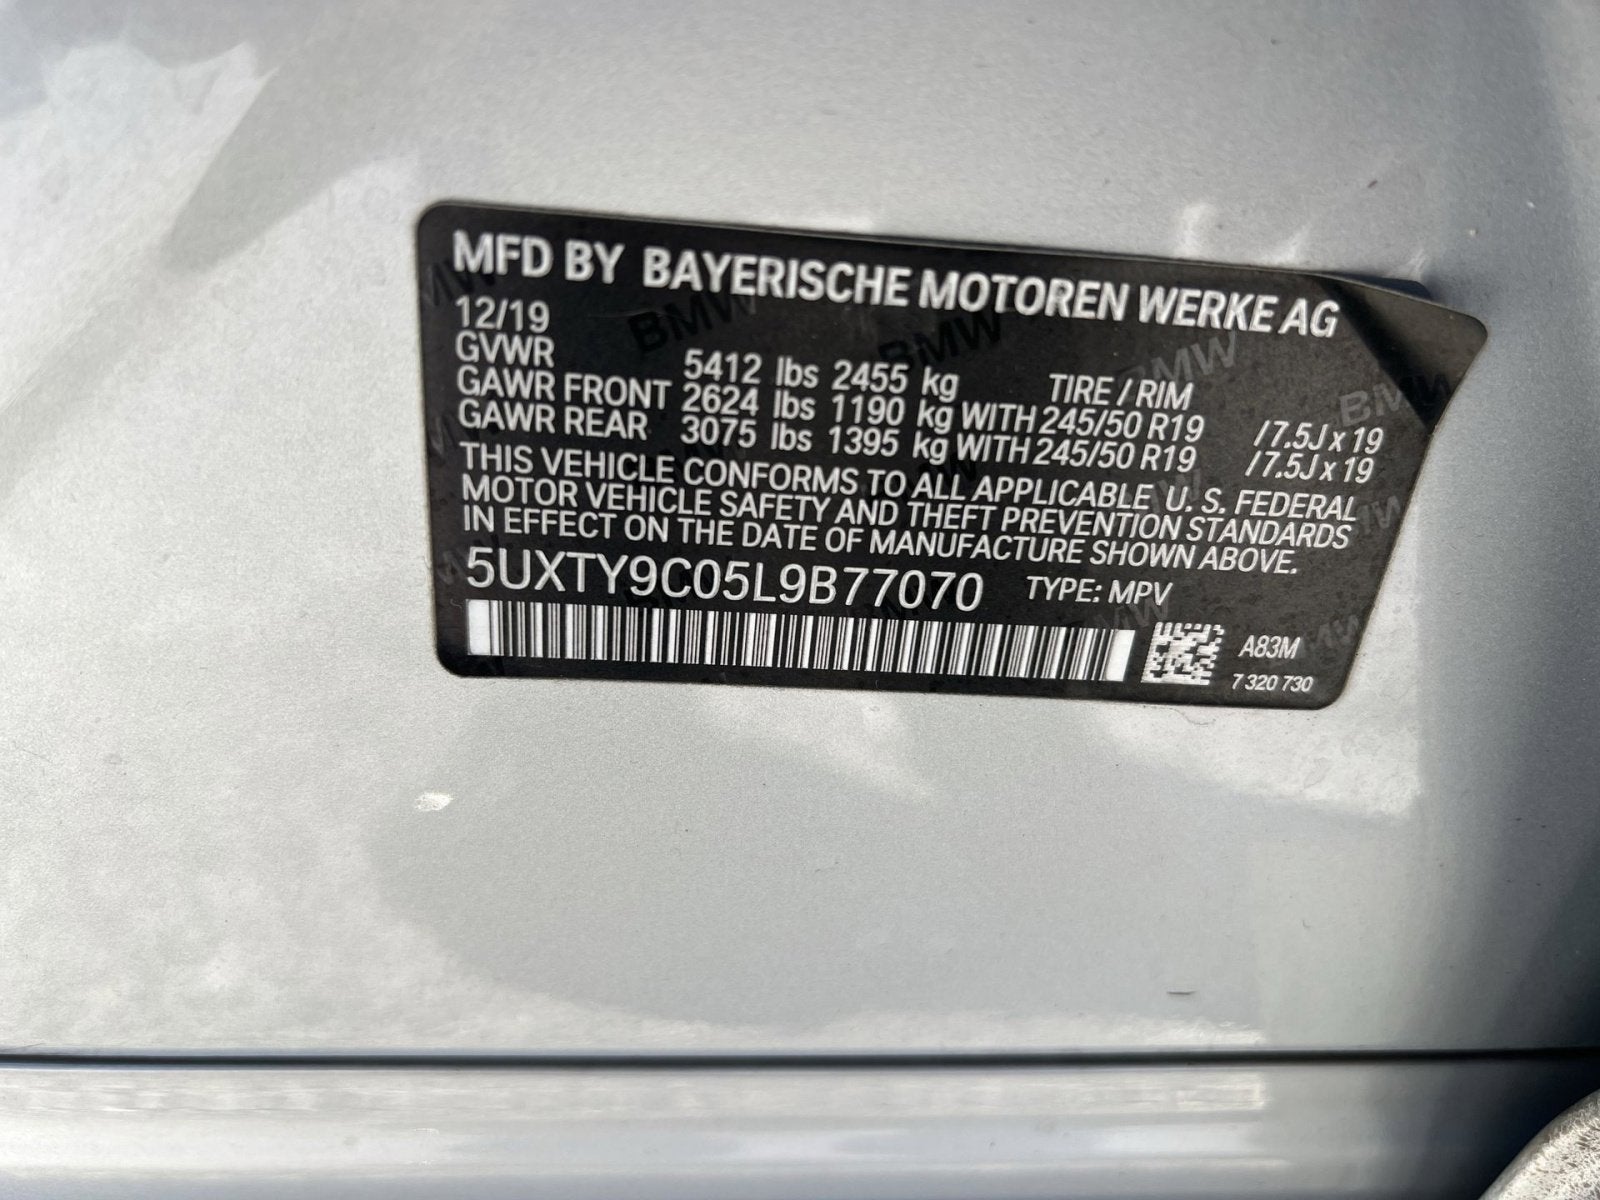 MFD BY BAYERISCHE MOTOREN WERKE AG
12/19
GVWR 5412 lbs 2455 kg TIRE / RIM
GAWR FRONT 2624 lbs 1190 kg WITH 245/50 R19 /7.5J x 19
GAWR REAR 3075 lbs 1395 kg WITH 245/50 R19 /7.5J x 19
THIS VEHICLE CONFORMS TO ALL APPLICABLE U. S. FEDERAL
MOTOR VEHICLE SAFETY AND THEFT PREVENTION STANDARDS
IN EFFECT ON THE DATE OF MANUFACTURE SHOWN ABOVE.
5UXTY9C05L9B77070 TYPE: MPV
A83M
7 320 730